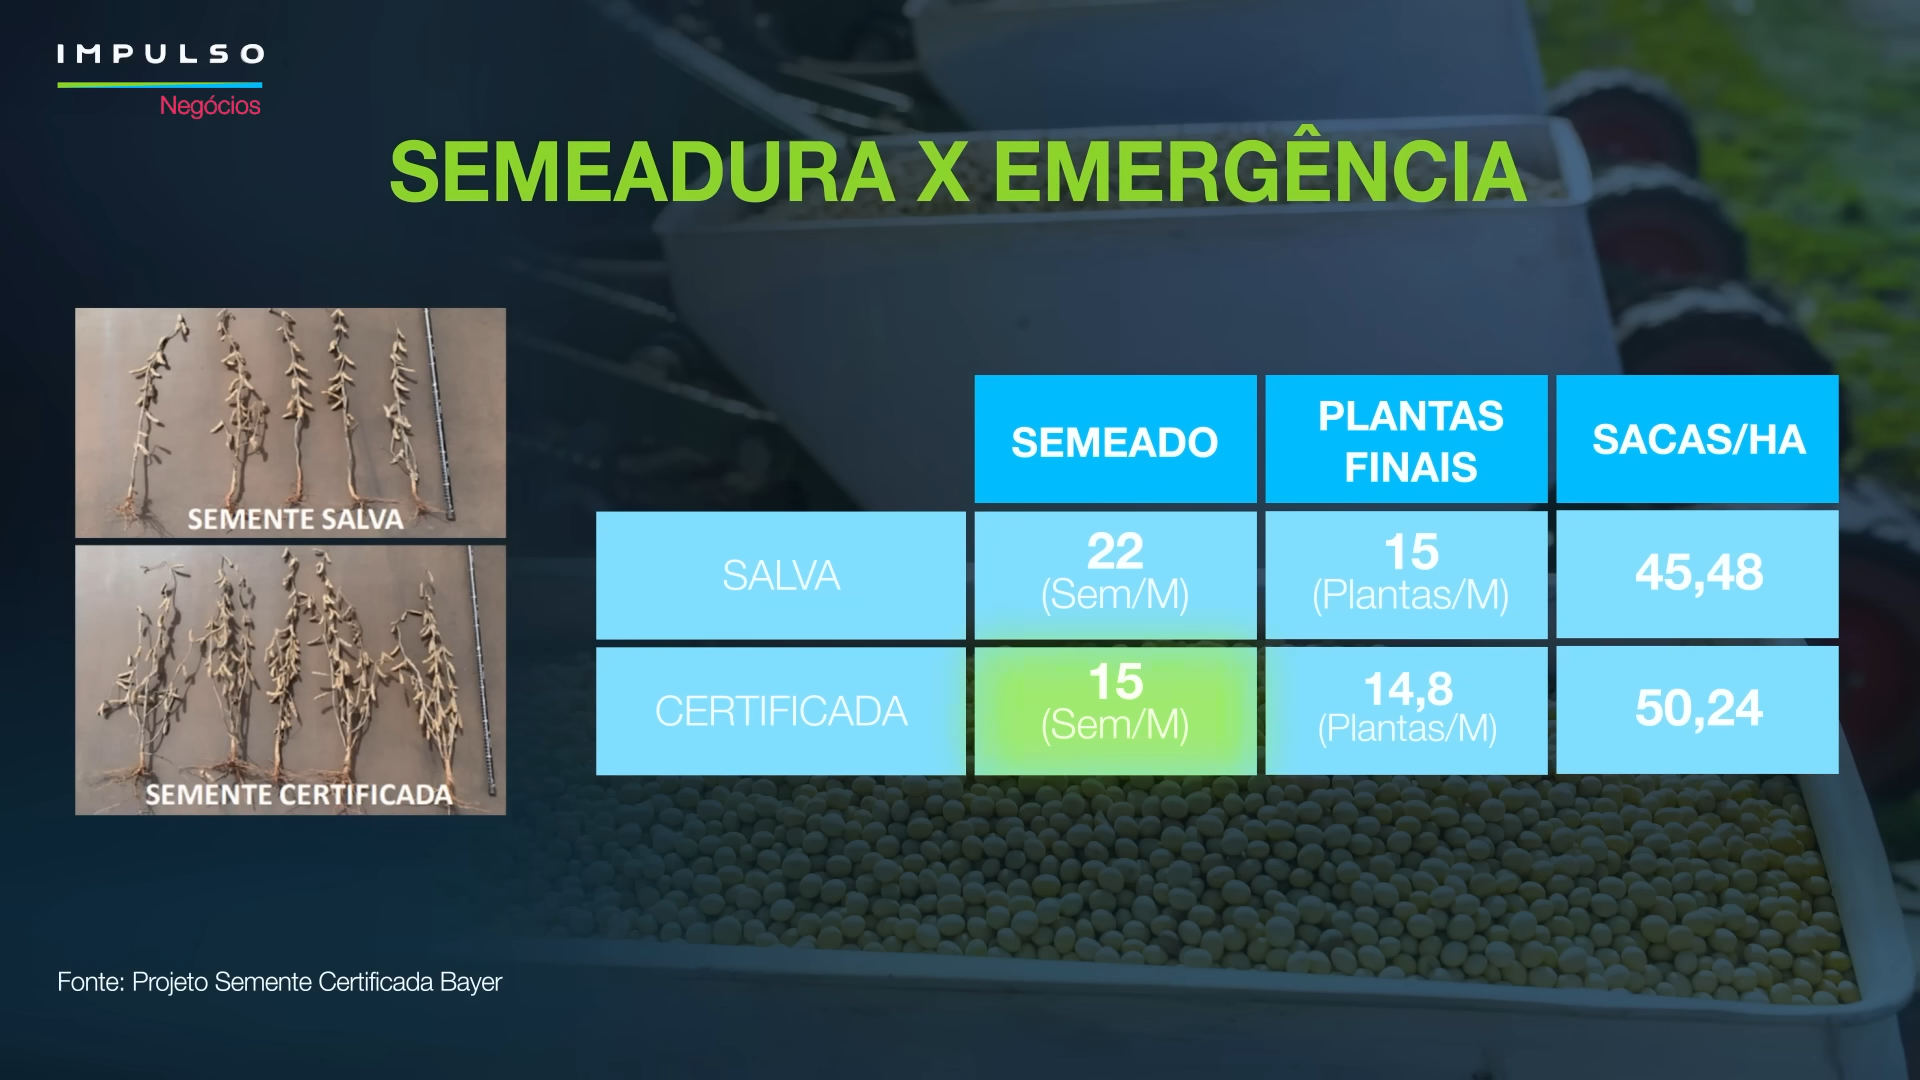 IMPULSO
Negócios
SEMEADURA X EMERGÊNCIA
SEMENTE SALVA
SEMENTE CERTIFICADA
SEMEADO
PLANTAS
FINAIS
SACAS/HA
SALVA
22
(Sem/M)
15
(Plantas/M)
45,48
CERTIFICADA
15
(Sem/M)
14,8
(Plantas/M)
50,24
Fonte: Projeto Semente Certificada Bayer